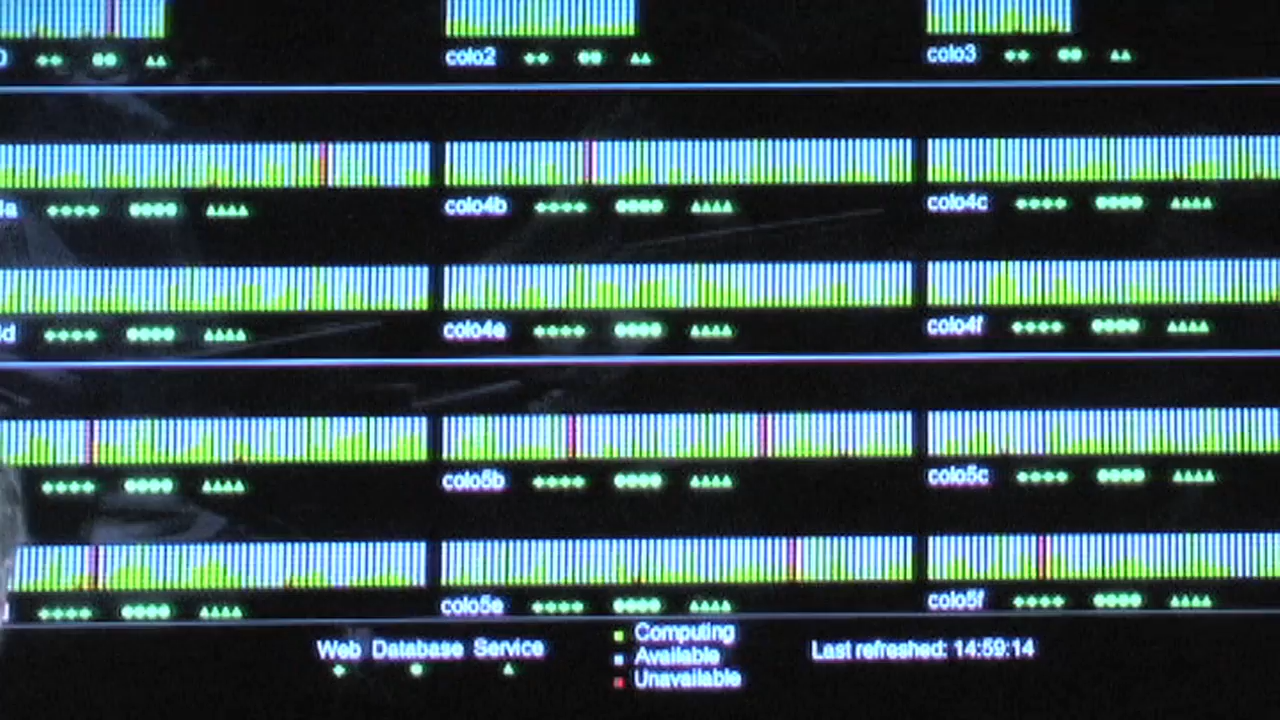 colo2 colo3
colo4b colo4c
colo4e colo4f
colo5b colo5c
colo5e colo5f
Web Database Service
Computing
Available
Unavailable
Last refreshed: 14:59:14